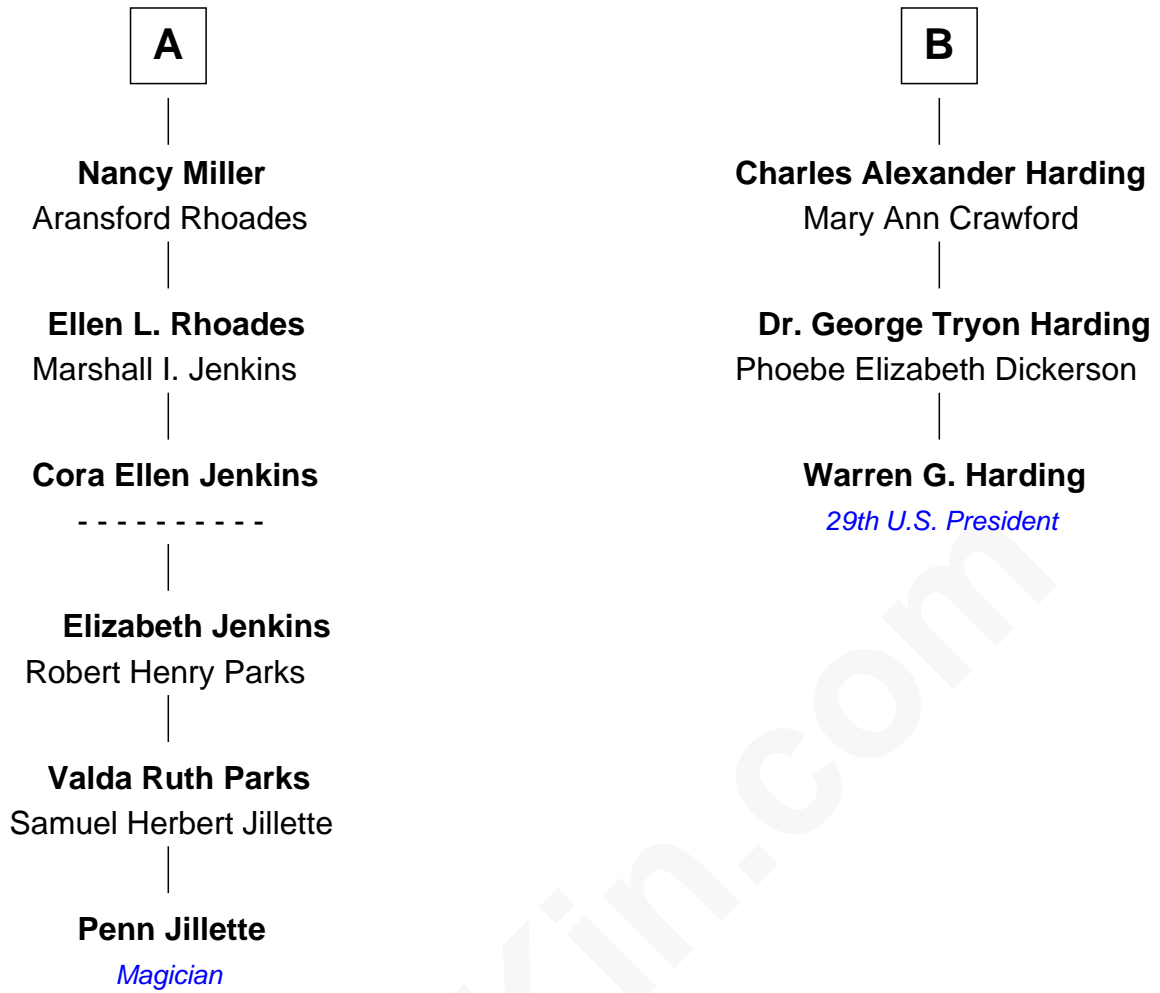 A
Nancy Miller
Aransford Rhoades
Ellen L. Rhoades
Marshall I. Jenkins
Cora Ellen Jenkins
- - - - - - - - - -
Elizabeth Jenkins
Robert Henry Parks
Valda Ruth Parks
Samuel Herbert Jillette
Penn Jillette
Magician
B
Charles Alexander Harding
Mary Ann Crawford
Dr. George Tryon Harding
Phoebe Elizabeth Dickerson
Warren G. Harding
29th U.S. President